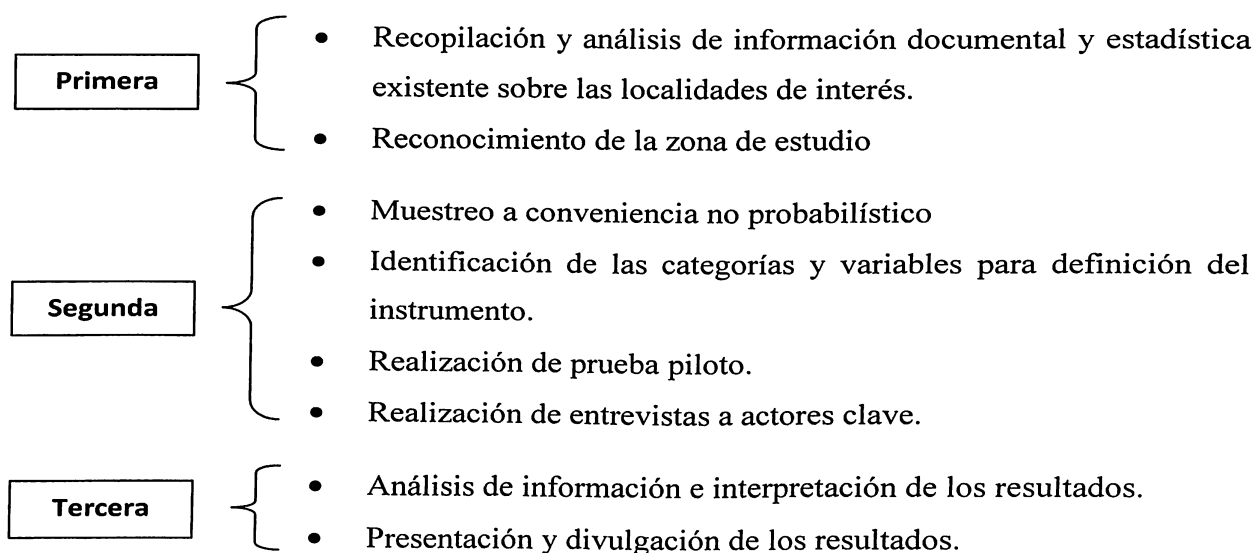 Primera
• Recopilación y análisis de información documental y estadística
existente sobre las localidades de interés.
• Reconocimiento de la zona de estudio
Segunda
• Muestreo a conveniencia no probabilístico
• Identificación de las categorías y variables para definición del
instrumento.
• Realización de prueba piloto.
• Realización de entrevistas a actores clave.
Tercera
• Análisis de información e interpretación de los resultados.
• Presentación y divulgación de los resultados.